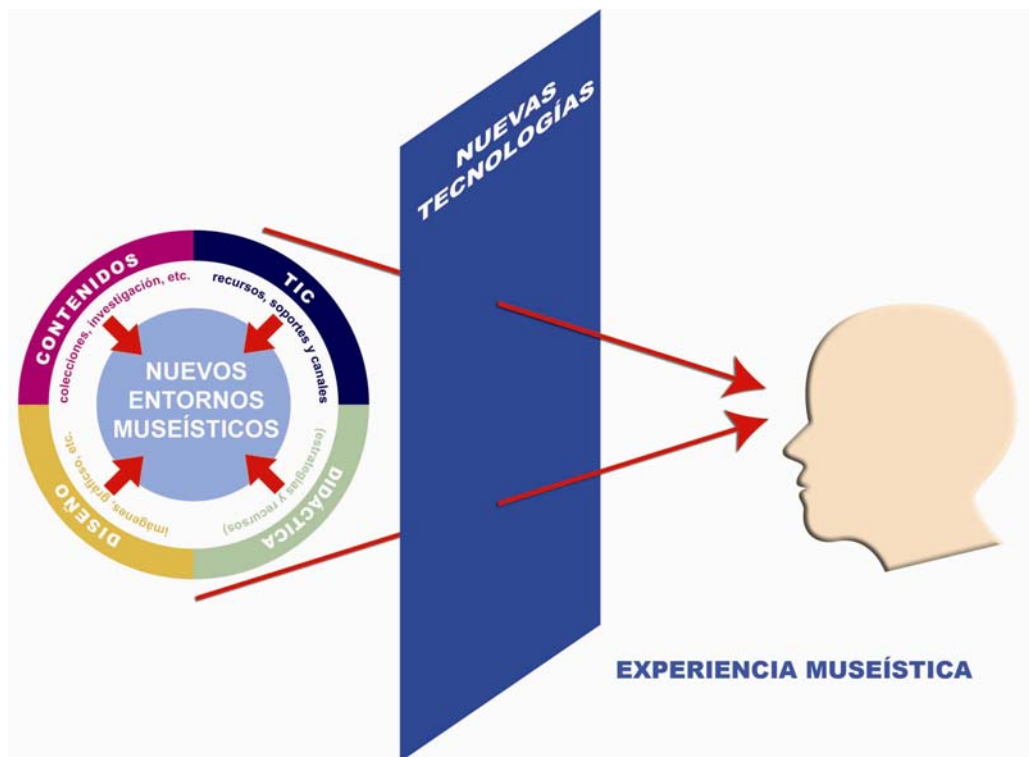 NUEVAS
TECNOLOGÍAS
CONTENIDOS
colecciones, investigación, etc.
TIC
recursos, soportes y canales
NUEVOS
ENTORNOS
MUSEÍSTICOS
DISEÑO
imágenes, gráficso, etc.
DIDÁCTICA
(estrategias y recursos)
EXPERIENCIA MUSEÍSTICA